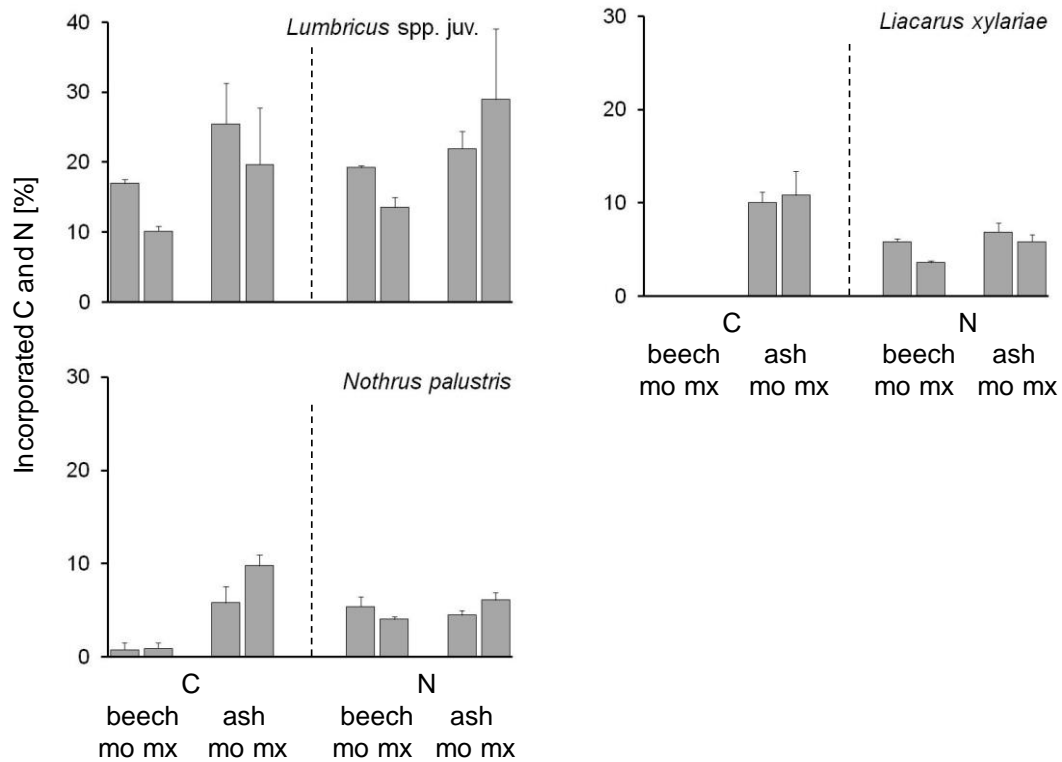 Incorporated C and N [%]
Lumbricus spp. juv.
40
30
20
10
0
Nothrus palustris
30
20
10
0
C N
beech ash beech ash
mo mx mo mx mo mx mo mx
Liacarus xylariae
30
20
10
0
C N
beech ash beech ash
mo mx mo mx mo mx mo mx